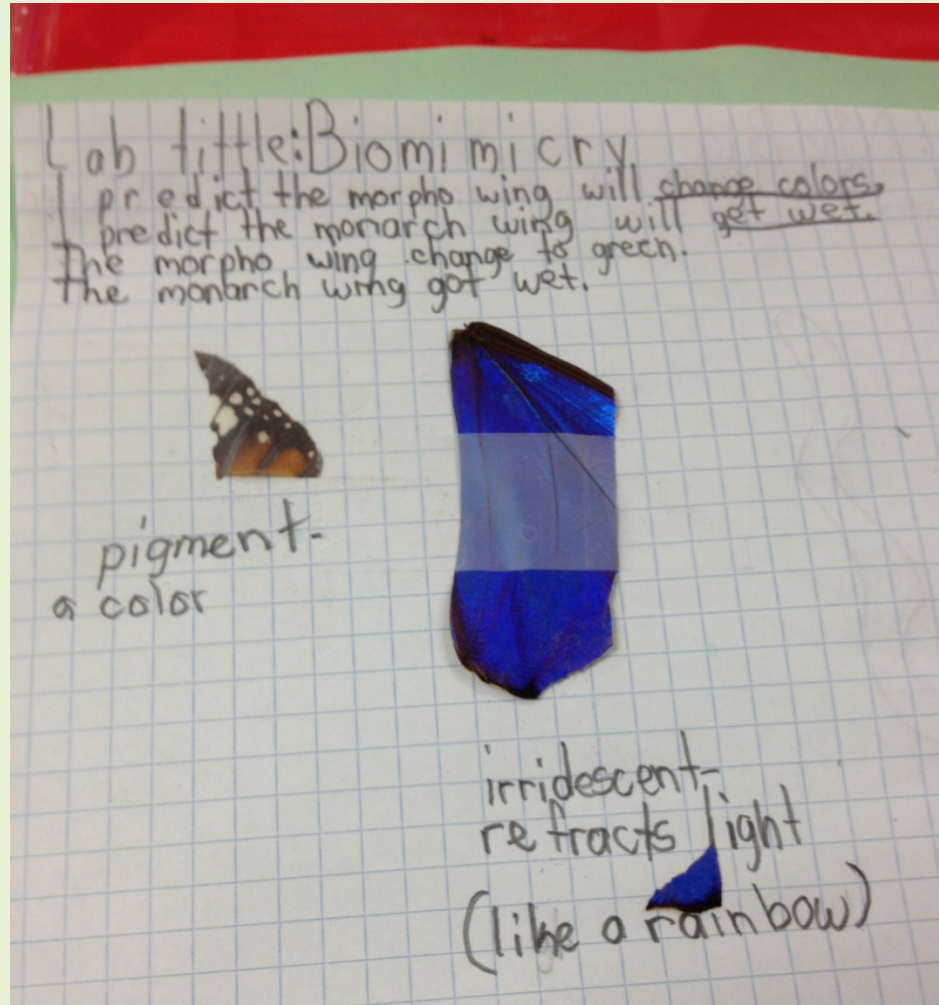 Lab tittle: Biomimicry.
I predict the morpho wing will change colors.
I predict the monarch wing will get wet.
The morpho wing change to green.
The monarch wing got wet.
pigment-
a color
irridescent-
refracts light
(like a rainbow)